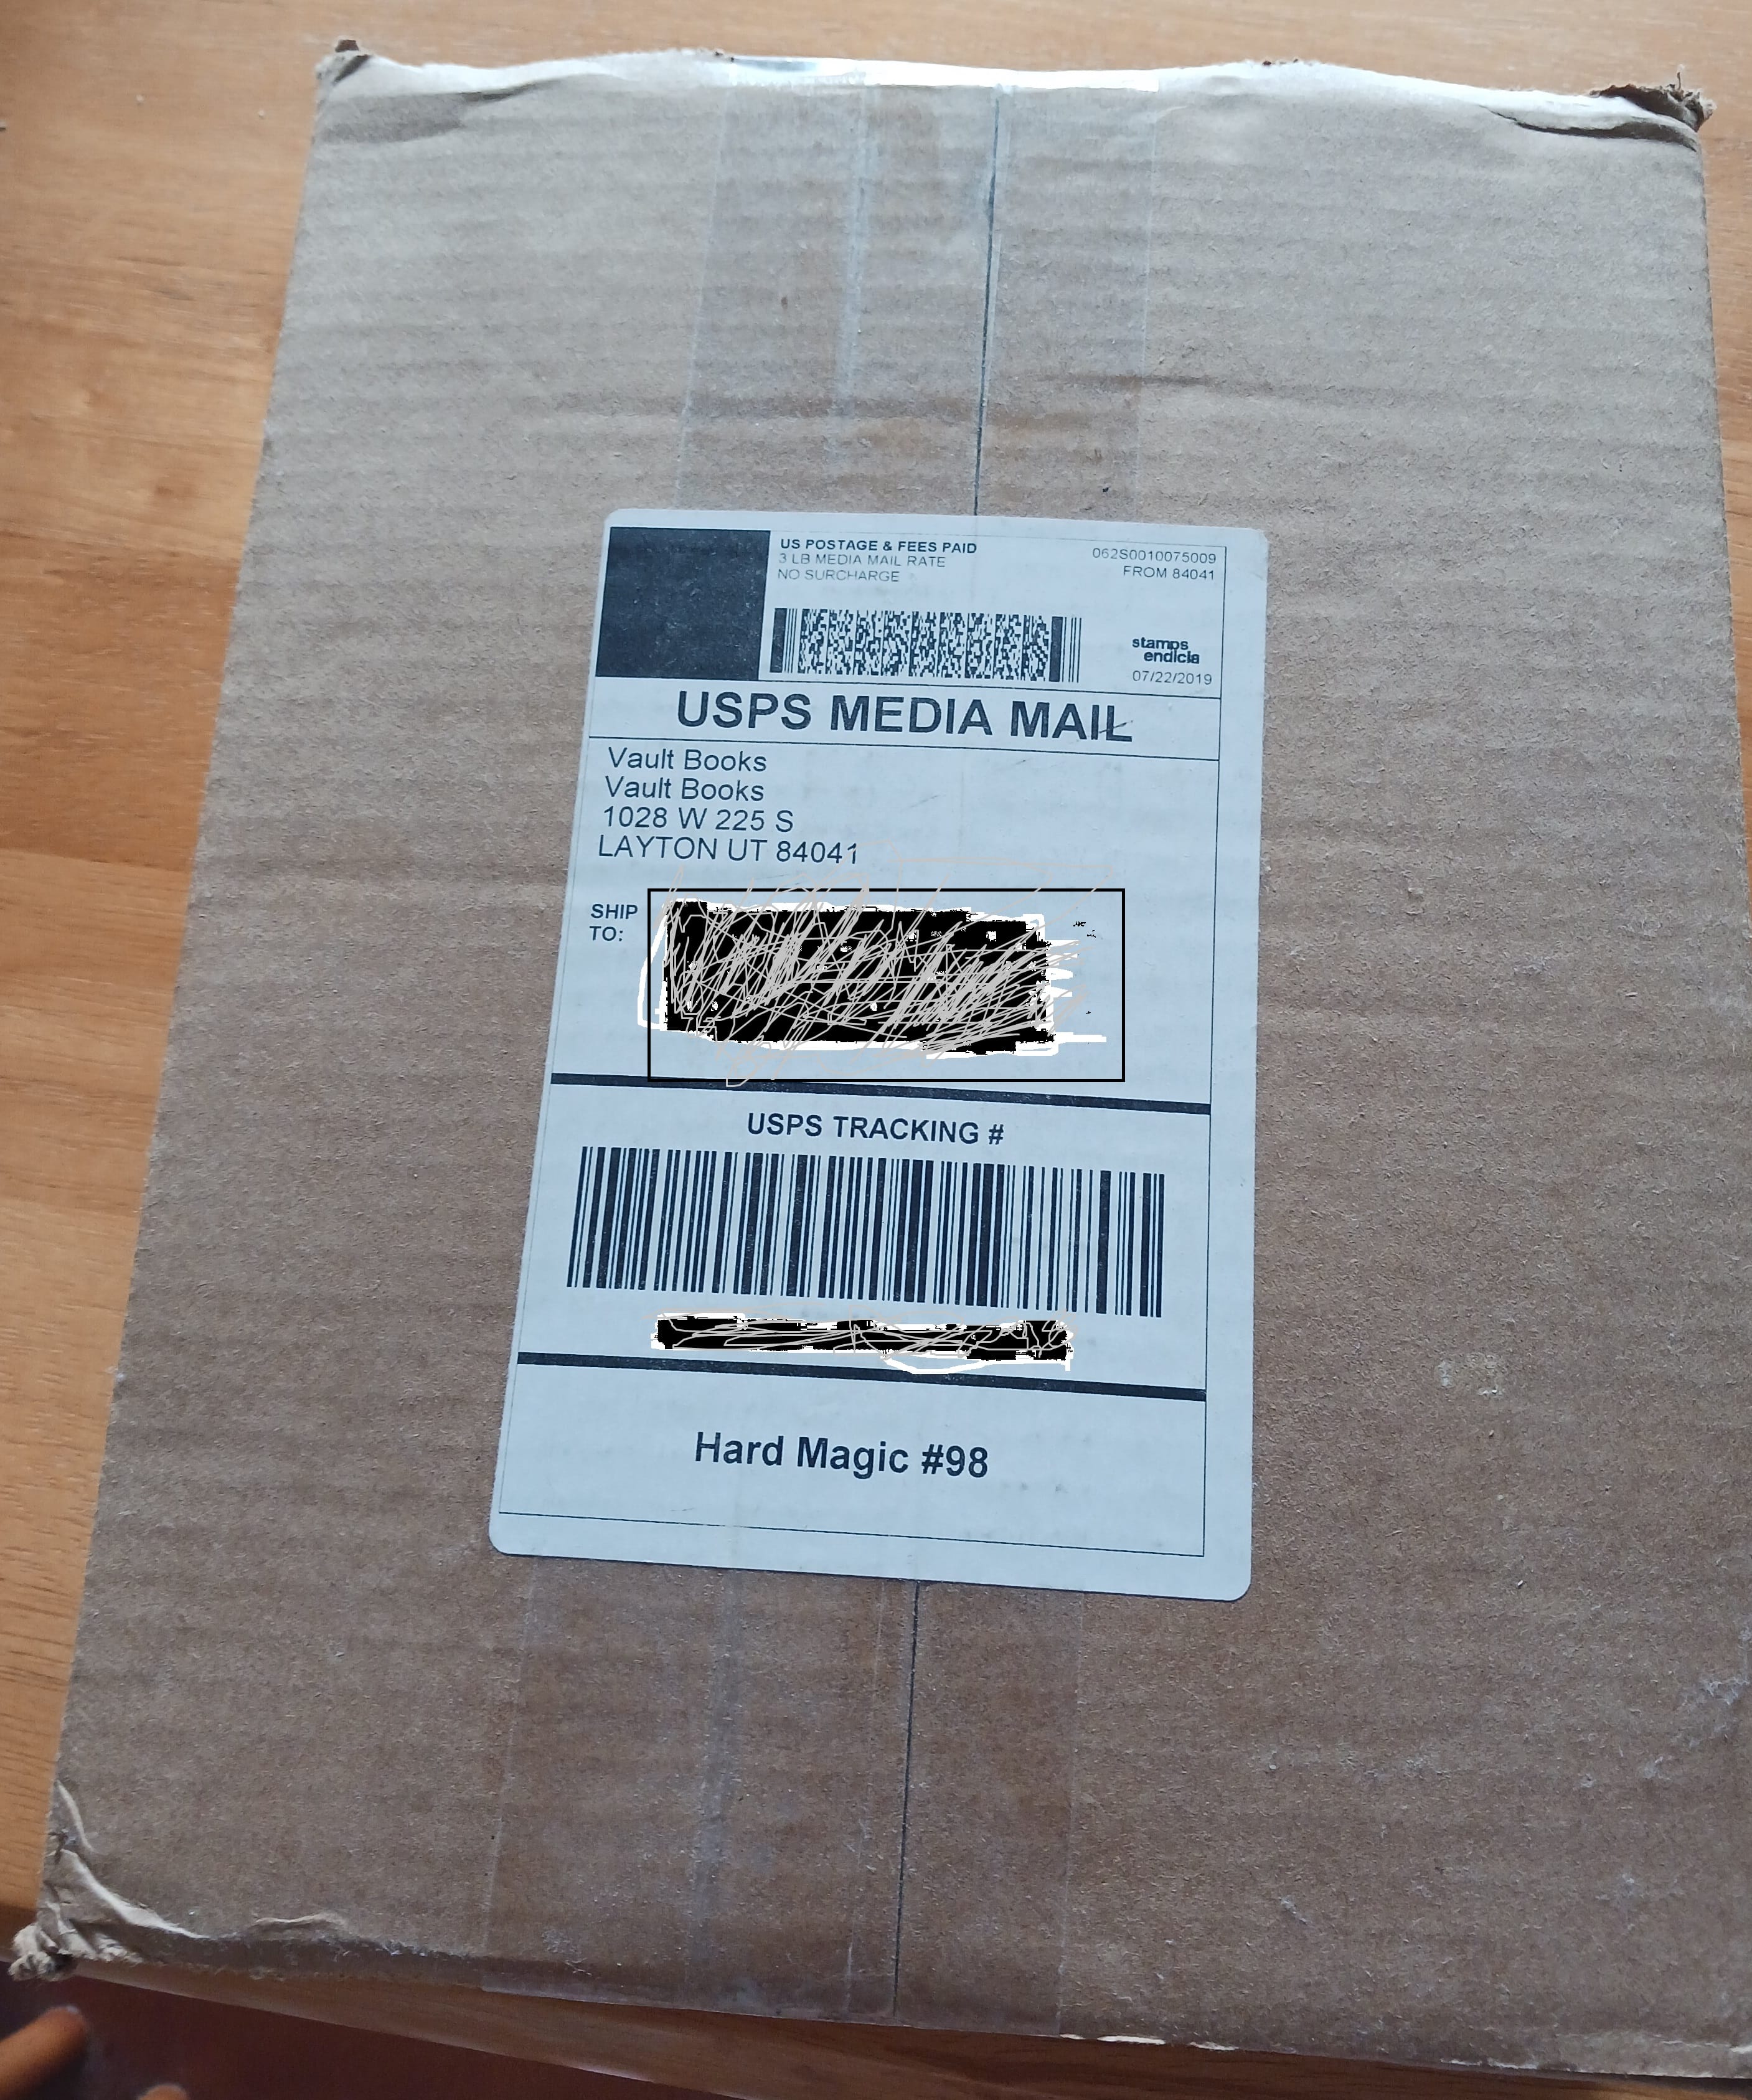 US POSTAGE & FEES PAID
3 LB MEDIA MAIL RATE
NO SURCHARGE
062S0010075009
FROM 84041
stamps
endicia
07/22/2019
USPS MEDIA MAIL
Vault Books
Vault Books
1028 W 225 S
LAYTON UT 84041
SHIP
TO:
USPS TRACKING #
Hard Magic #98